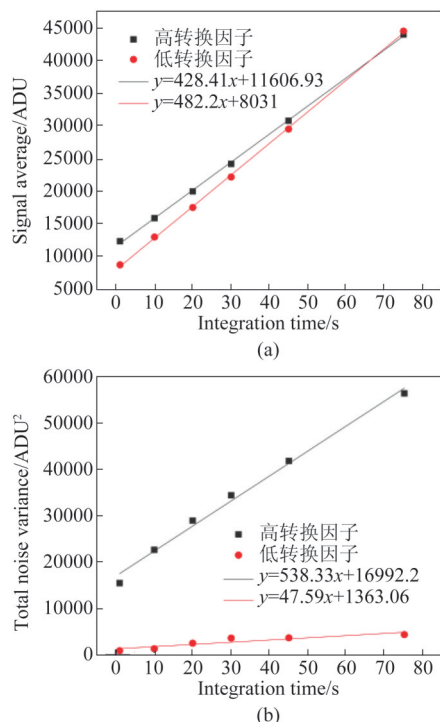 45000
40000
35000
30000
25000
20000
15000
10000
5000
Signal average/ADU
高转换因子
低转换因子
y=428.41x+11606.93
y=482.2x+8031
0 10 20 30 40 50 60 70 80
Integration time/s
(a)
60000
50000
40000
30000
20000
10000
0
Total noise variance/ADU²
高转换因子
低转换因子
y=538.33x+16992.2
y=47.59x+1363.06
0 10 20 30 40 50 60 70 80
Integration time/s
(b)